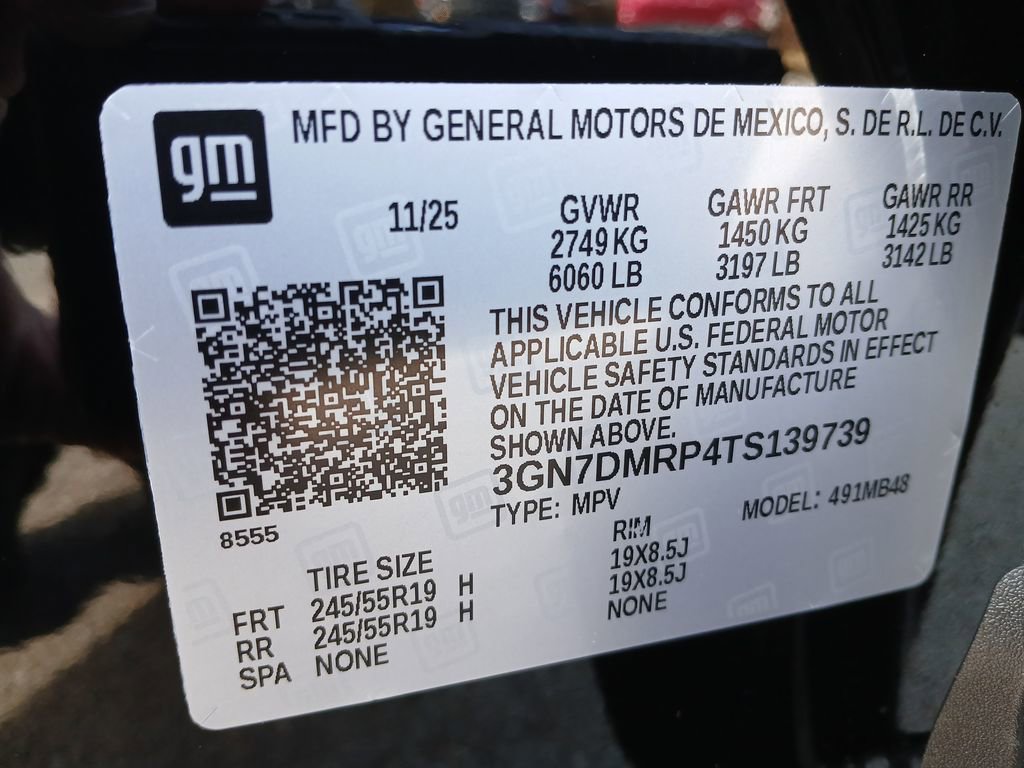 gm
MFD BY GENERAL MOTORS DE MEXICO, S. DE R.L. DE C.V.
11/25
GVWR
2749 KG
6060 LB
GAWR FRT
1450 KG
3197 LB
GAWR RR
1425 KG
3142 LB
THIS VEHICLE CONFORMS TO ALL
APPLICABLE U.S. FEDERAL MOTOR
VEHICLE SAFETY STANDARDS IN EFFECT
ON THE DATE OF MANUFACTURE
SHOWN ABOVE.
3GN7DMRP4TS139739
TYPE: MPV MODEL: 491MB48
8555
TIRE SIZE RIM
FRT 245/55R19 H 19X8.5J
RR 245/55R19 H 19X8.5J
SPA NONE NONE